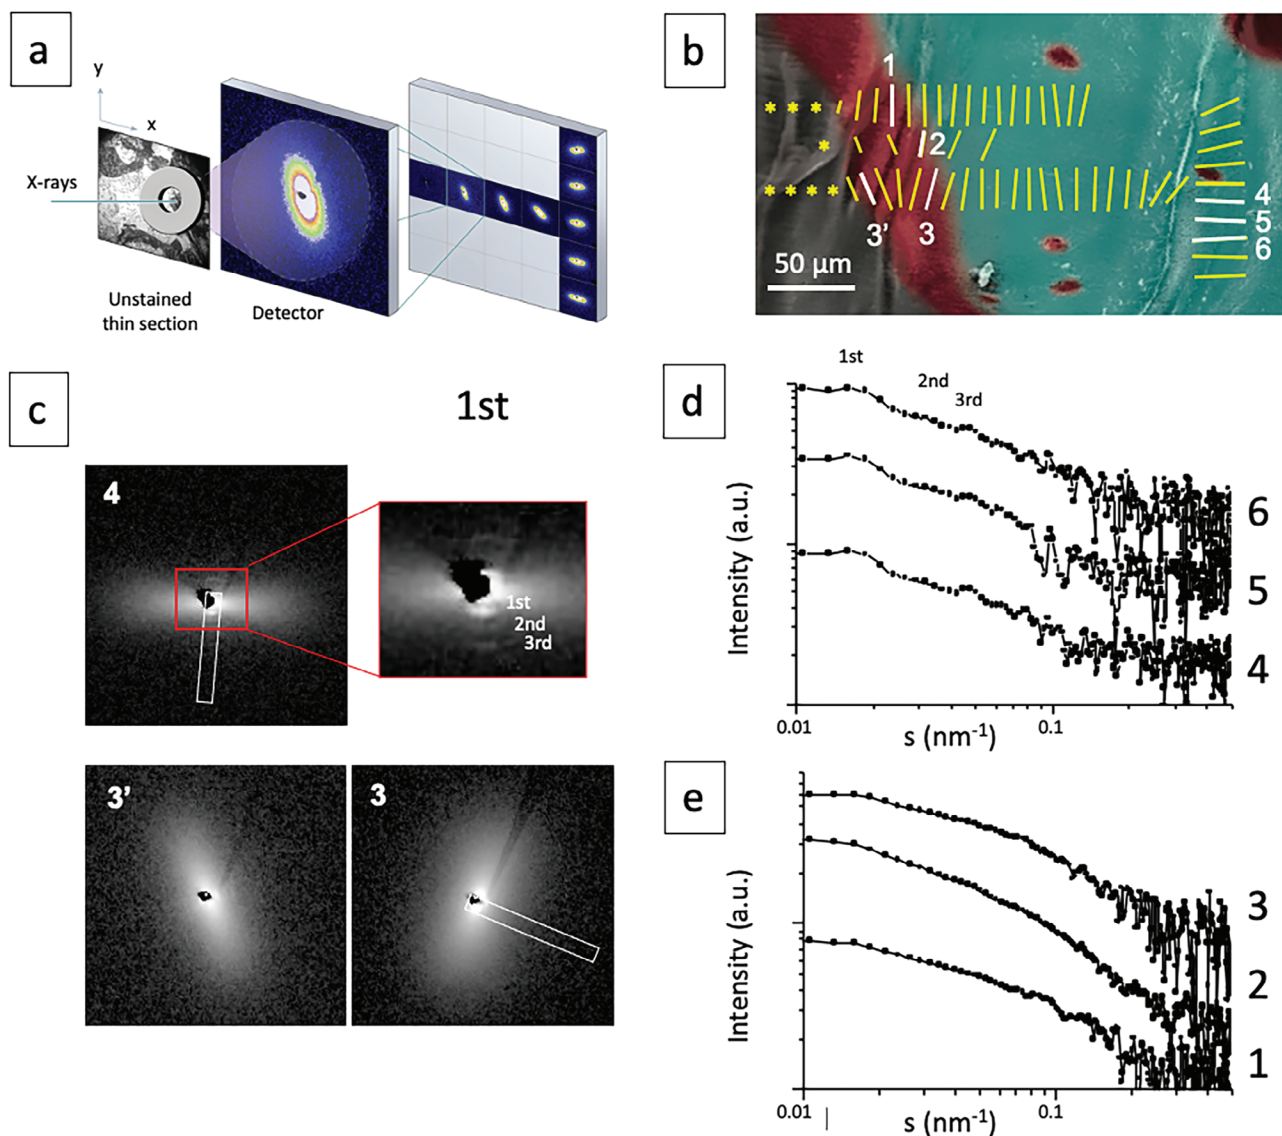 a
y
x
X-rays
Unstained
thin section
Detector
b
1
2
3’
3
4
5
6
50 µm
c
1st
4
1st
2nd
3rd
3’
3
d
1st
2nd
3rd
Intensity (a.u.)
6
5
4
0.01
0.1
s (nm⁻¹)
e
Intensity (a.u.)
3
2
1
0.01
0.1
s (nm⁻¹)